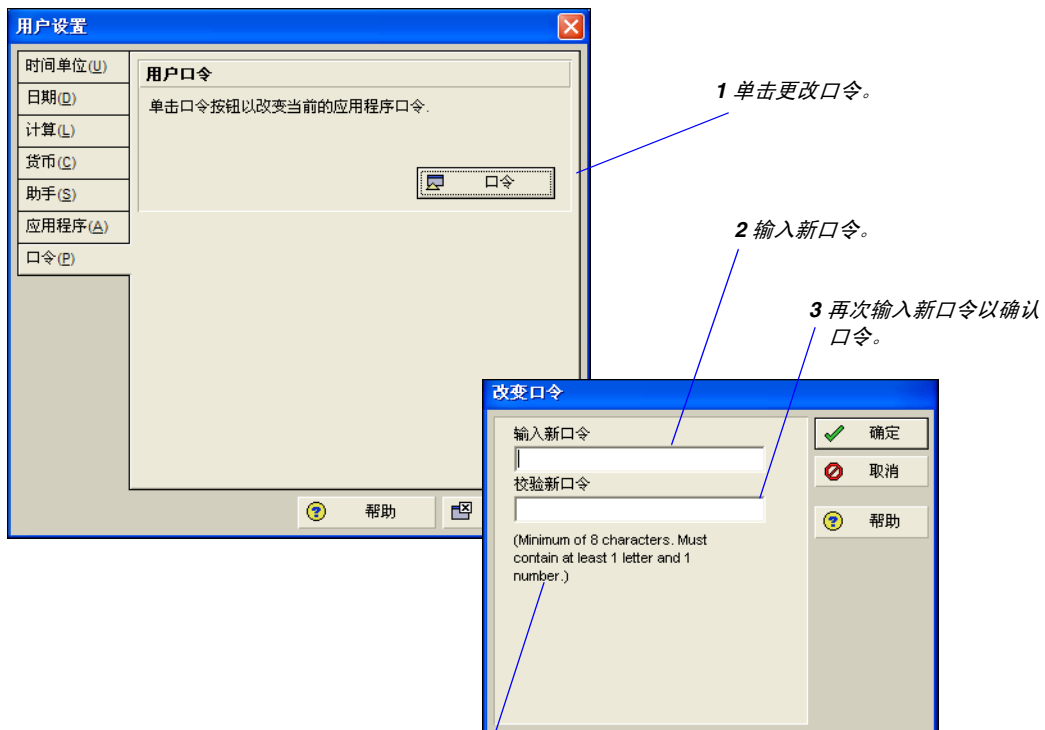 用户设置
时间单位(U)
日期(D)
计算(L)
货币(C)
助手(S)
应用程序(A)
口令(P)
用户口令
单击口令按钮以改变当前的应用程序口令.
口令
帮助
1 单击更改口令。
2 输入新口令。
3 再次输入新口令以确认
口令。
改变口令
输入新口令
校验新口令
(Minimum of 8 characters. Must
contain at least 1 letter and 1
number.)
确定
取消
帮助